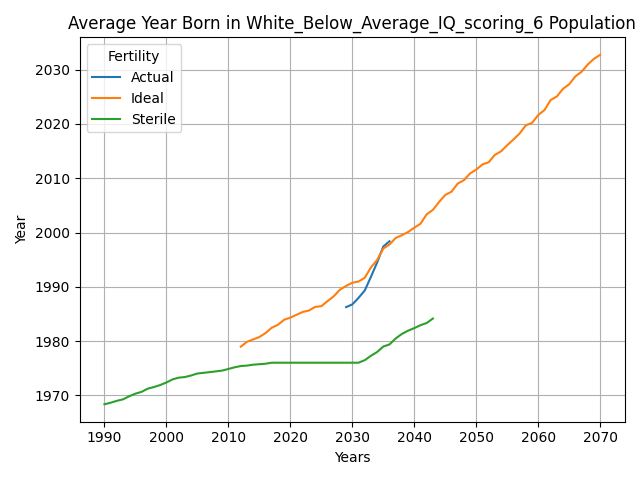 Average Year Born in White_Below_Average_IQ_scoring_6 Population
Fertility
Actual
Ideal
Sterile
Year
2030
2020
2010
2000
1990
1980
1970
1990 2000 2010 2020 2030 2040 2050 2060 2070
Years